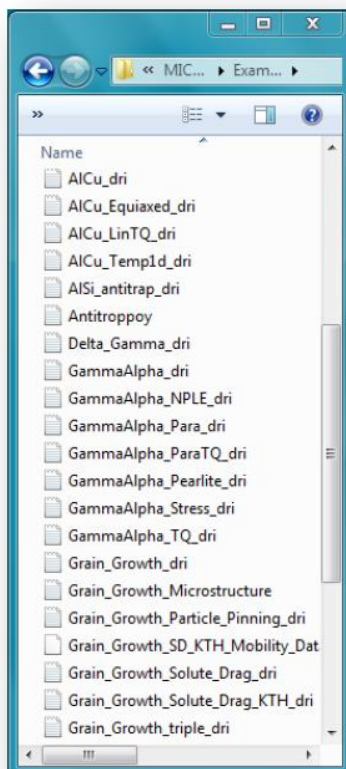 « MIC... ▸ Exam... ▸
»
Name
AlCu_dri
AlCu_Equiaxed_dri
AlCu_LinTQ_dri
AlCu_Temp1d_dri
AlSi_antitrap_dri
Antitroppoy
Delta_Gamma_dri
GammaAlpha_dri
GammaAlpha_NPLE_dri
GammaAlpha_Para_dri
GammaAlpha_ParaTQ_dri
GammaAlpha_Pearlite_dri
GammaAlpha_Stress_dri
GammaAlpha_TQ_dri
Grain_Growth_dri
Grain_Growth_Microstructure
Grain_Growth_Particle_Pinning_dri
Grain_Growth_SD_KTH_Mobility_Dat
Grain_Growth_Solute_Drag_dri
Grain_Growth_Solute_Drag_KTH_dri
Grain_Growth_triple_dri